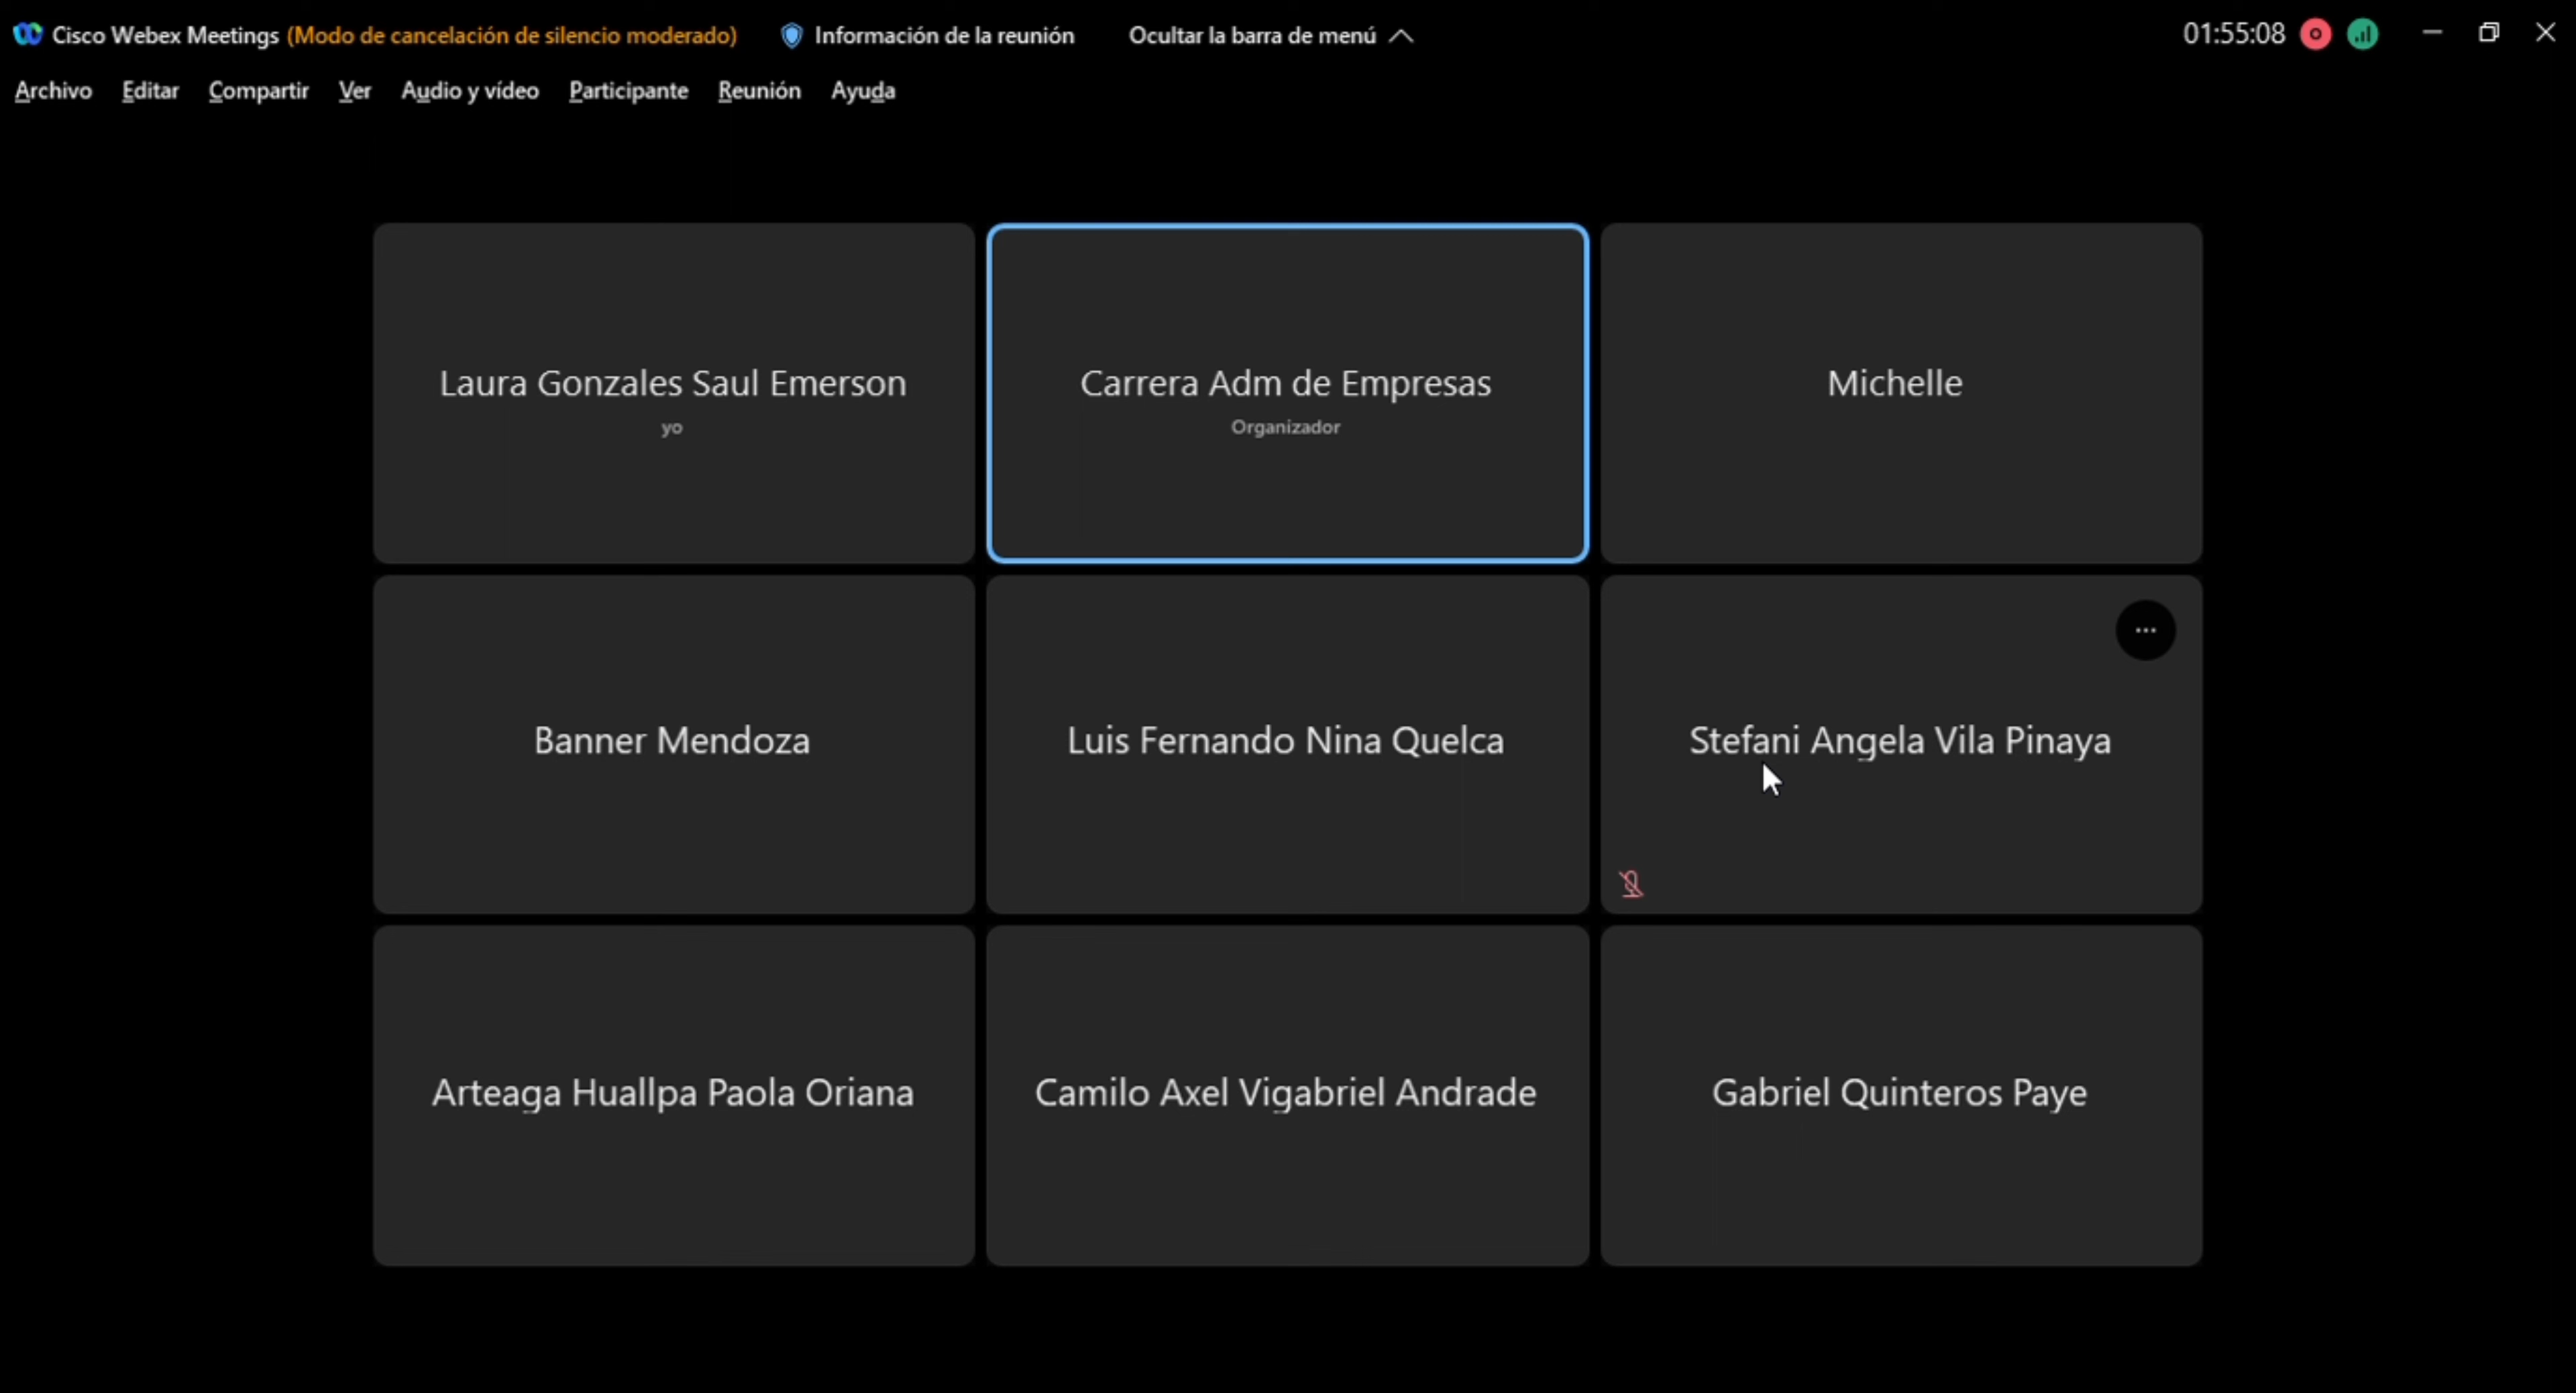 Cisco Webex Meetings (Modo de cancelación de silencio moderado) Información de la reunión Ocultar la barra de menú 01:55:08
Archivo Editar Compartir Ver Audio y vídeo Participante Reunión Ayuda
Laura Gonzales Saul Emerson
yo
Carrera Adm de Empresas
Organizador
Michelle
Banner Mendoza
Luis Fernando Nina Quelca
Stefani Angela Vila Pinaya
Arteaga Huallpa Paola Oriana
Camilo Axel Vigabriel Andrade
Gabriel Quinteros Paye